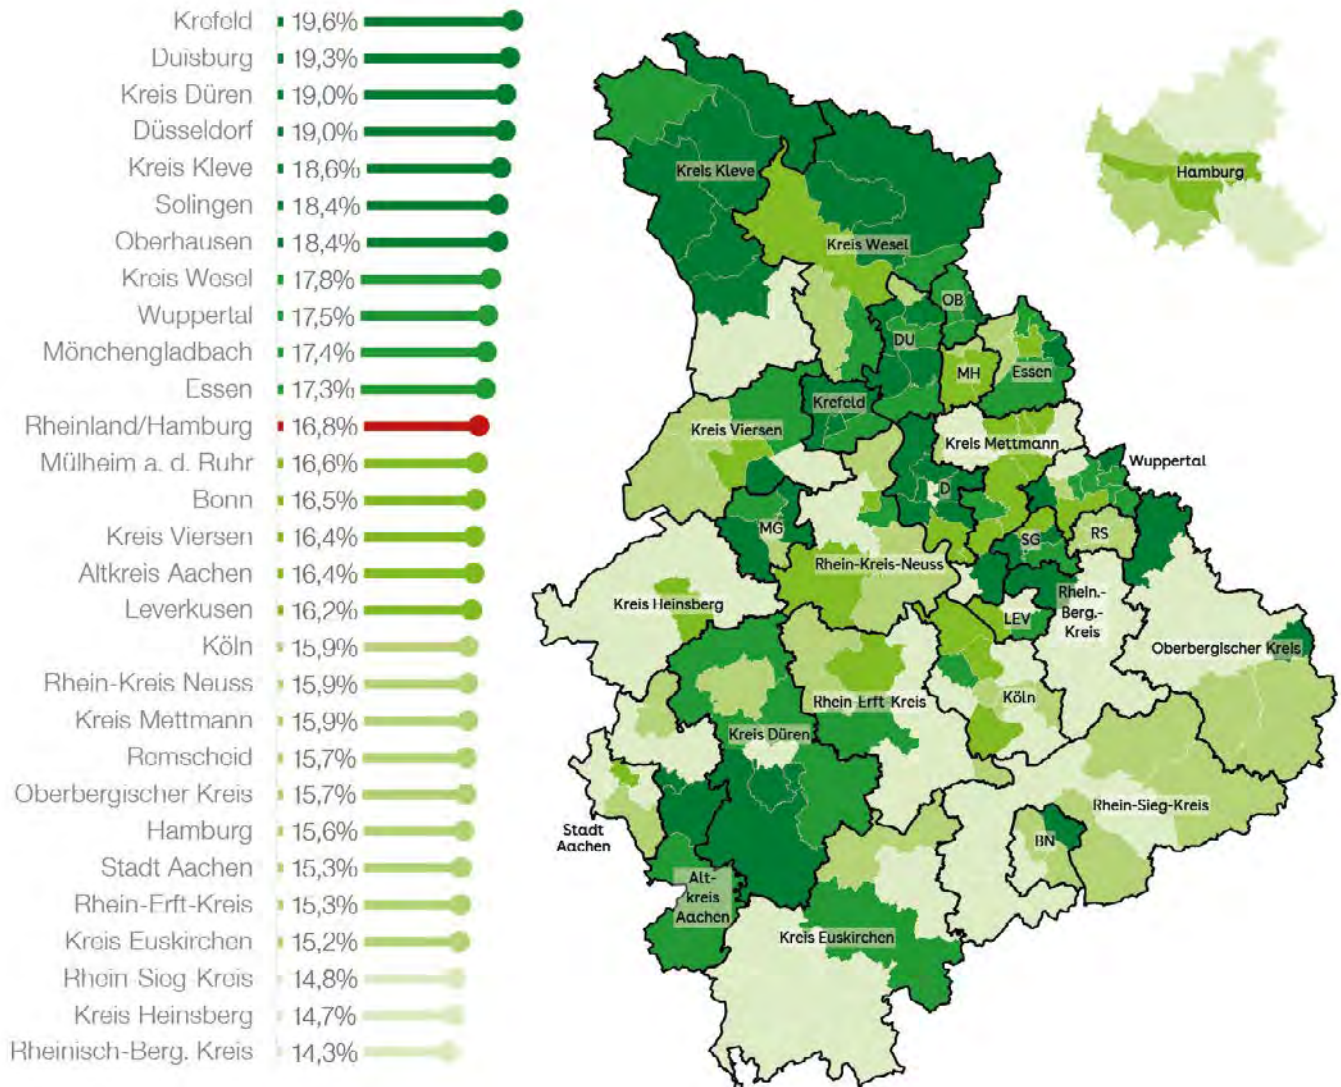 Krefeld 19,6%
Duisburg 19,3%
Kreis Düren 19,0%
Düsseldorf 19,0%
Kreis Kleve 18,6%
Solingen 18,4%
Oberhausen 18,4%
Kreis Wesel 17,8%
Wuppertal 17,5%
Mönchengladbach 17,4%
Essen 17,3%
Rheinland/Hamburg 16,8%
Mülheim a. d. Ruhr 16,6%
Bonn 16,5%
Kreis Viersen 16,4%
Altkreis Aachen 16,4%
Leverkusen 16,2%
Köln 15,9%
Rhein-Kreis Neuss 15,9%
Kreis Mettmann 15,9%
Remscheid 15,7%
Oberbergischer Kreis 15,7%
Hamburg 15,6%
Stadt Aachen 15,3%
Rhein-Erft-Kreis 15,3%
Kreis Euskirchen 15,2%
Rhein-Sieg-Kreis 14,8%
Kreis Heinsberg 14,7%
Rheinisch-Berg. Kreis 14,3%
Hamburg
Kreis Kleve
Kreis Wesel
OB
DU
MH
Essen
Krefeld
Kreis Viersen
Kreis Mettmann
Wuppertal
D
MG
SG
RS
Rhein-Kreis-Neuss
Kreis Heinsberg
LEV
Rhein.-
Berg.-
Kreis
Oberbergischer Kreis
Rhein-Erft-Kreis
Köln
Kreis Düren
Rhein-Sieg-Kreis
Stadt
Aachen
BN
Alt-
kreis
Aachen
Kreis Euskirchen